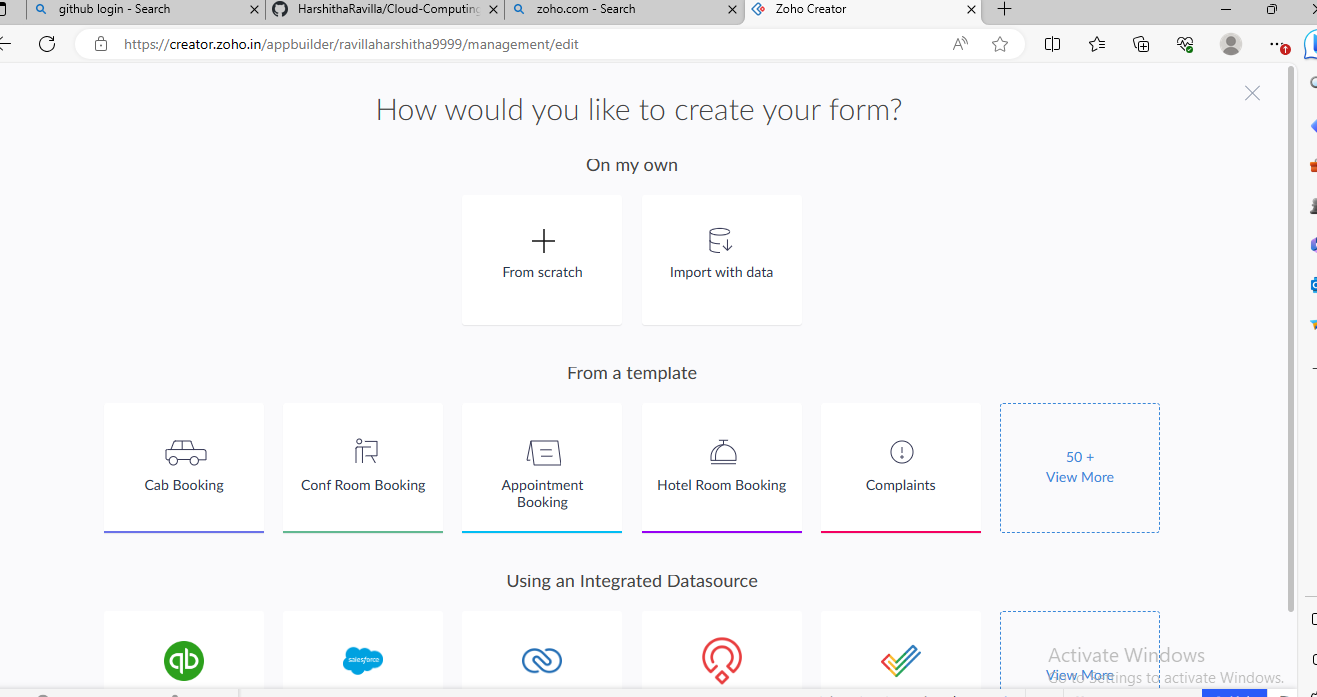 github login - Search
HarshithaRavilla/Cloud-Computing
zoho.com - Search
Zoho Creator
https://creator.zoho.in/appbuilder/ravillaharshitha9999/management/edit
How would you like to create your form?
On my own
From scratch
Import with data
From a template
Cab Booking
Conf Room Booking
Appointment
Booking
Hotel Room Booking
Complaints
50 +
View More
Using an Integrated Datasource
qb
salesforce
View More
Activate Windows
Go to Settings to activate Windows.